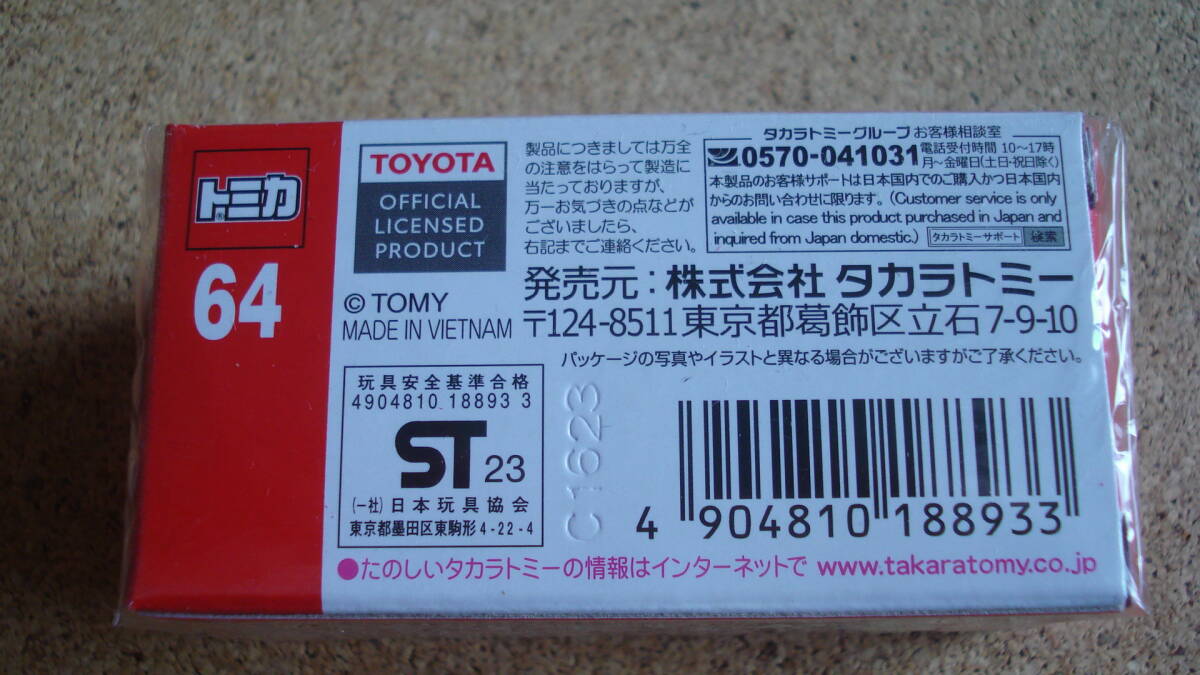 トミカ
®
64
TOYOTA
OFFICIAL
LICENSED
PRODUCT
© TOMY
MADE IN VIETNAM
製品につきましては万全
の注意をはらって製造に
当たっておりますが、
万一お気づきの点などが
ございましたら、
右記までご連絡ください。
タカラトミーグループ お客様相談室
0570-041031 電話受付時間 10～17時
月～金曜日(土日・祝日除く)
本製品のお客様サポートは日本国内でのご購入かつ日本国内
からのお問い合わせに限ります。(Customer service is only
available in case this product purchased in Japan and
inquired from Japan domestic.) タカラトミーサポート 検索
発売元：株式会社 タカラトミー
〒124-8511 東京都葛飾区立石7-9-10
パッケージの写真やイラストと異なる場合がございますがご了承ください。
玩具安全基準合格
4904810 18893 3
ST 23
(一社)日本玩具協会
東京都墨田区東駒形4-22-4
C1623
4 904810 188933
●たのしいタカラトミーの情報はインターネットで www.takaratomy.co.jp